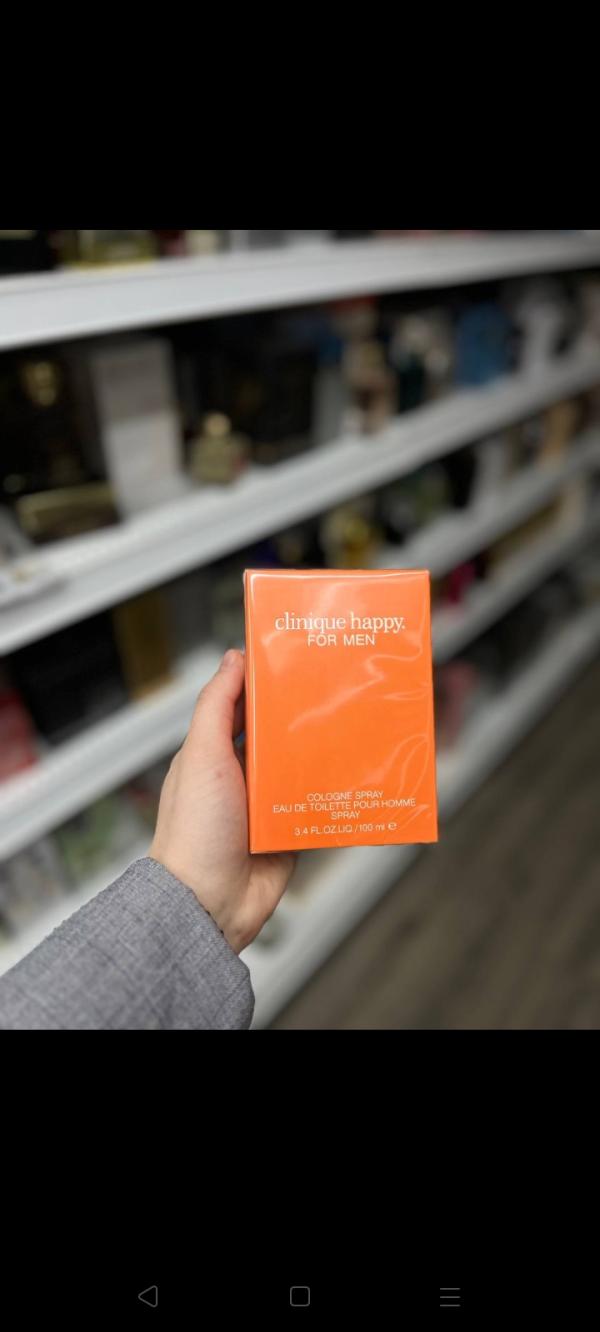 clinique happy.
FOR MEN
COLOGNE SPRAY
EAU DE TOILETTE POUR HOMME
SPRAY
3.4 FL.OZ.LIQ / 100 ml ℮